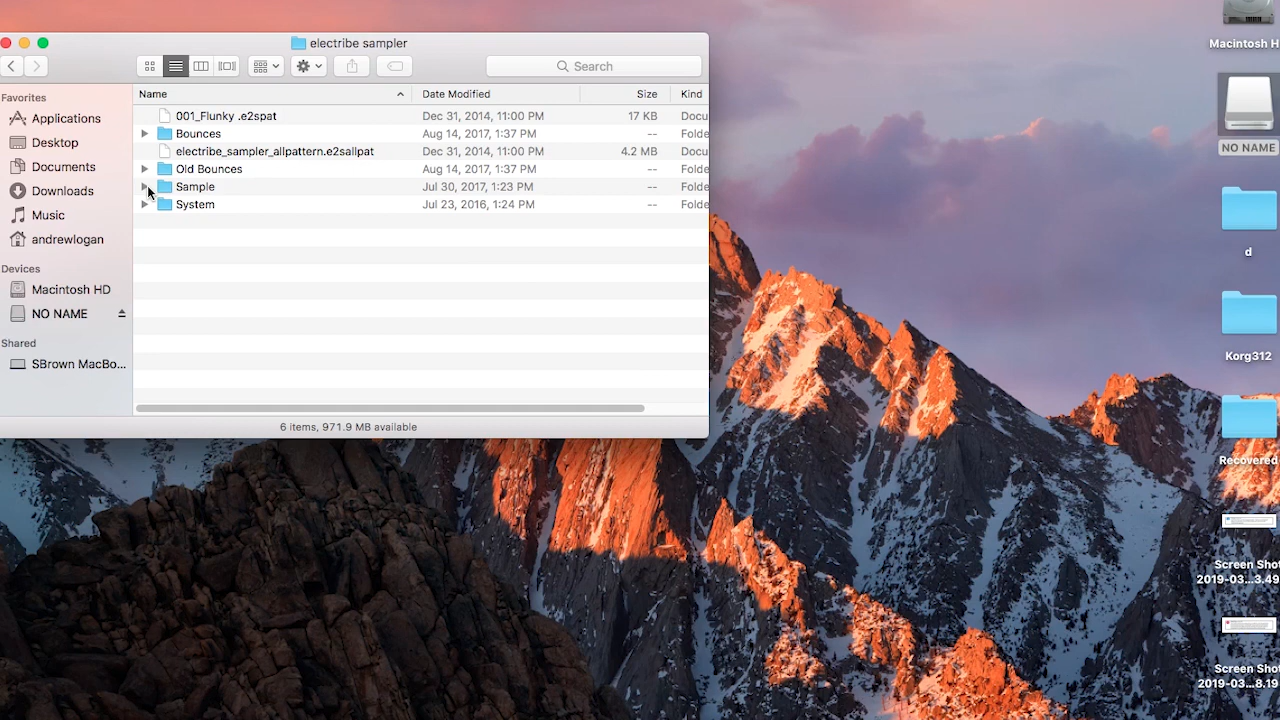 electribe sampler
Search
Favorites
Applications
Desktop
Documents
Downloads
Music
andrewlogan
Devices
Macintosh HD
NO NAME
Shared
SBrown MacBo...
Name Date Modified Size Kind
001_Flunky .e2spat Dec 31, 2014, 11:00 PM 17 KB Docu
Bounces Aug 14, 2017, 1:37 PM -- Folde
electribe_sampler_allpattern.e2sallpat Dec 31, 2014, 11:00 PM 4.2 MB Docu
Old Bounces Aug 14, 2017, 1:37 PM -- Folde
Sample Jul 30, 2017, 1:23 PM -- Folde
System Jul 23, 2016, 1:24 PM -- Folde
6 items, 971.9 MB available
Macintosh H
NO NAME
d
Korg312
Recovered
Screen Shot
2019-03...3.49
Screen Shot
2019-03...8.19